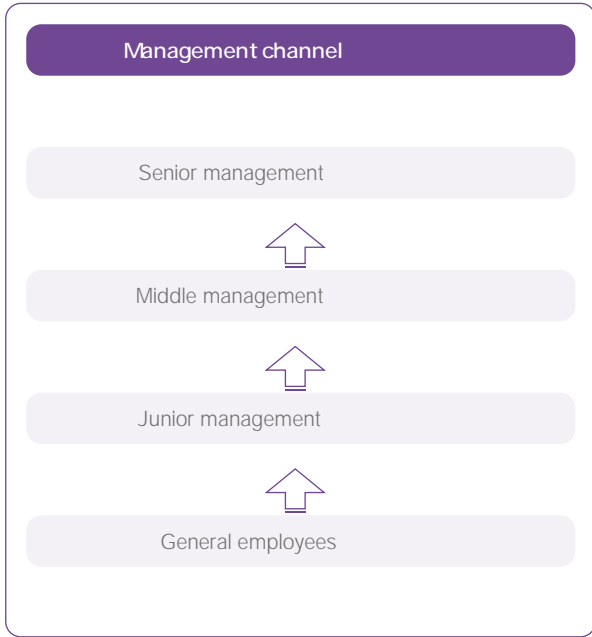 Management channel
Senior management
Middle management
Junior management
General employees